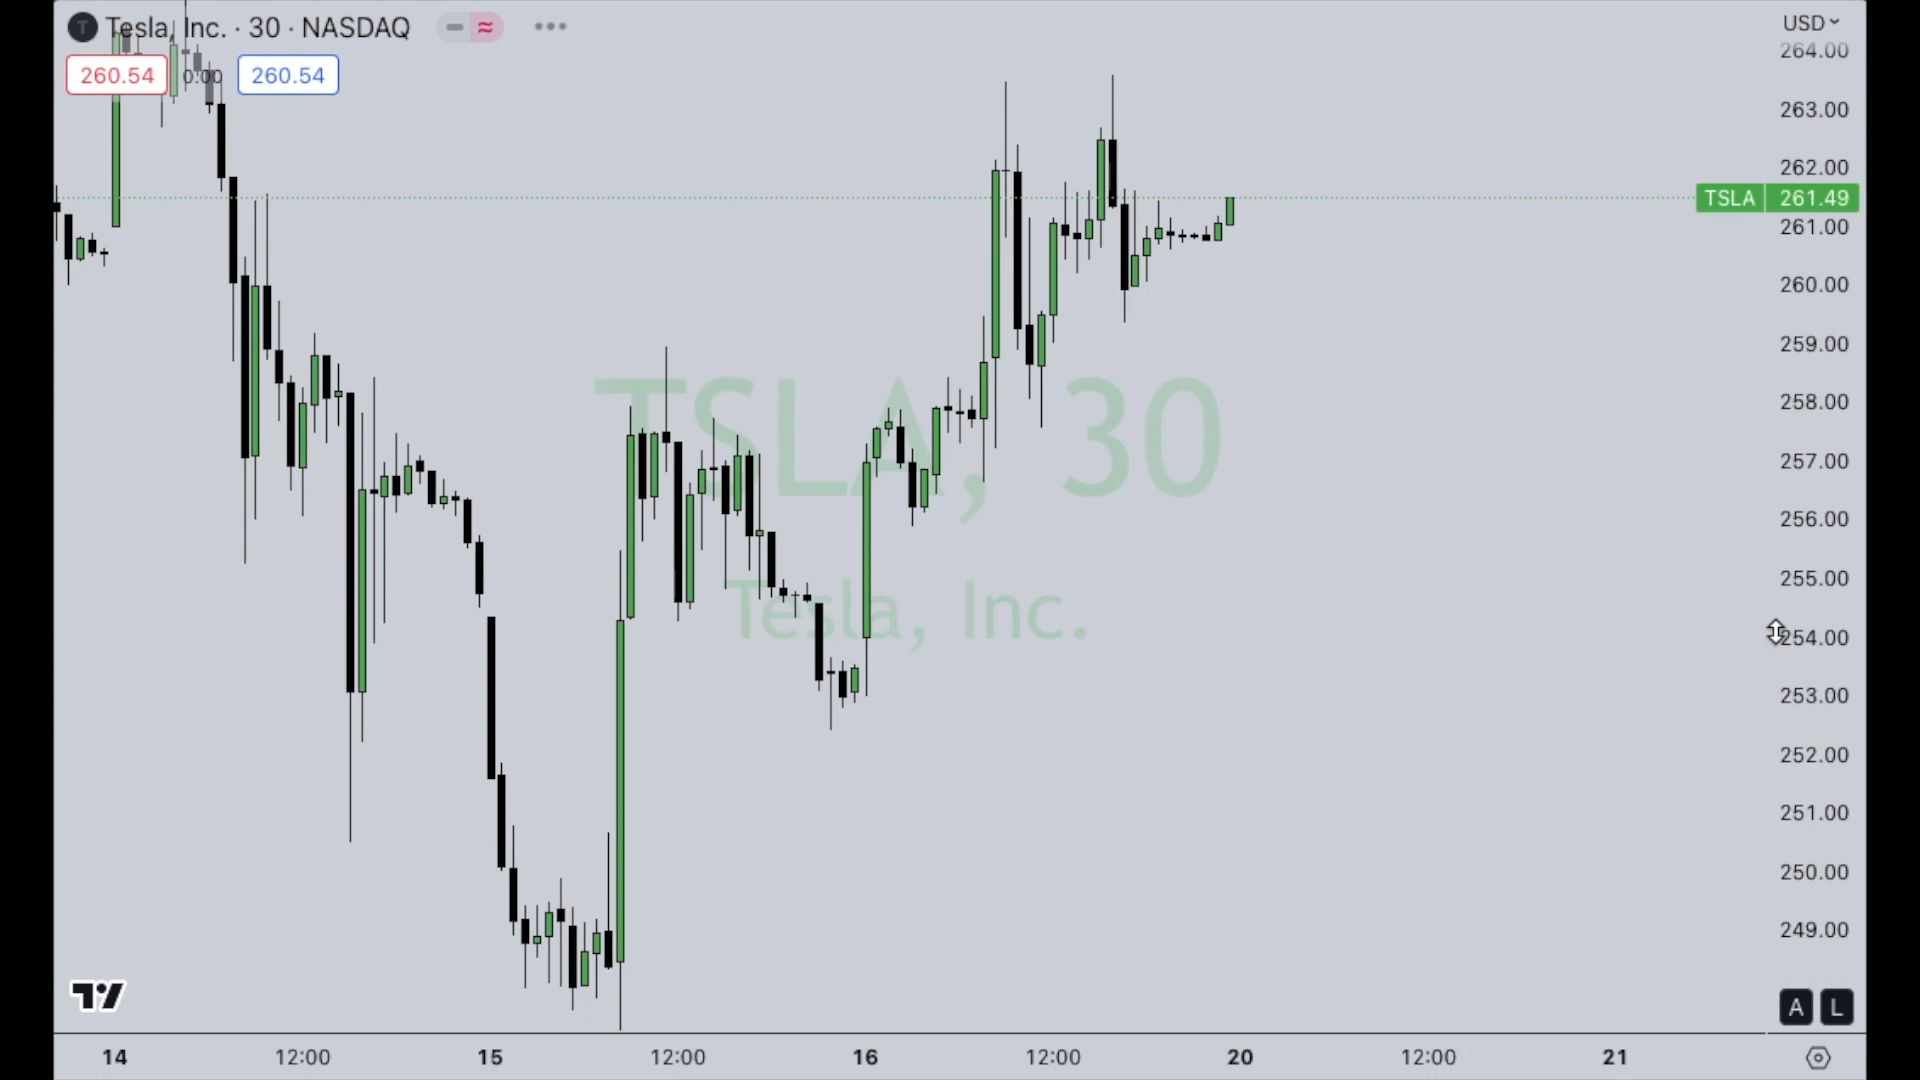 T Tesla, Inc. · 30 · NASDAQ
USD
260.54 0.00 260.54
264.00
263.00
262.00
TSLA 261.49
261.00
260.00
259.00
258.00
257.00
256.00
255.00
254.00
253.00
252.00
251.00
250.00
249.00
TSLA, 30
Tesla, Inc.
A L
14 12:00 15 12:00 16 12:00 20 12:00 21